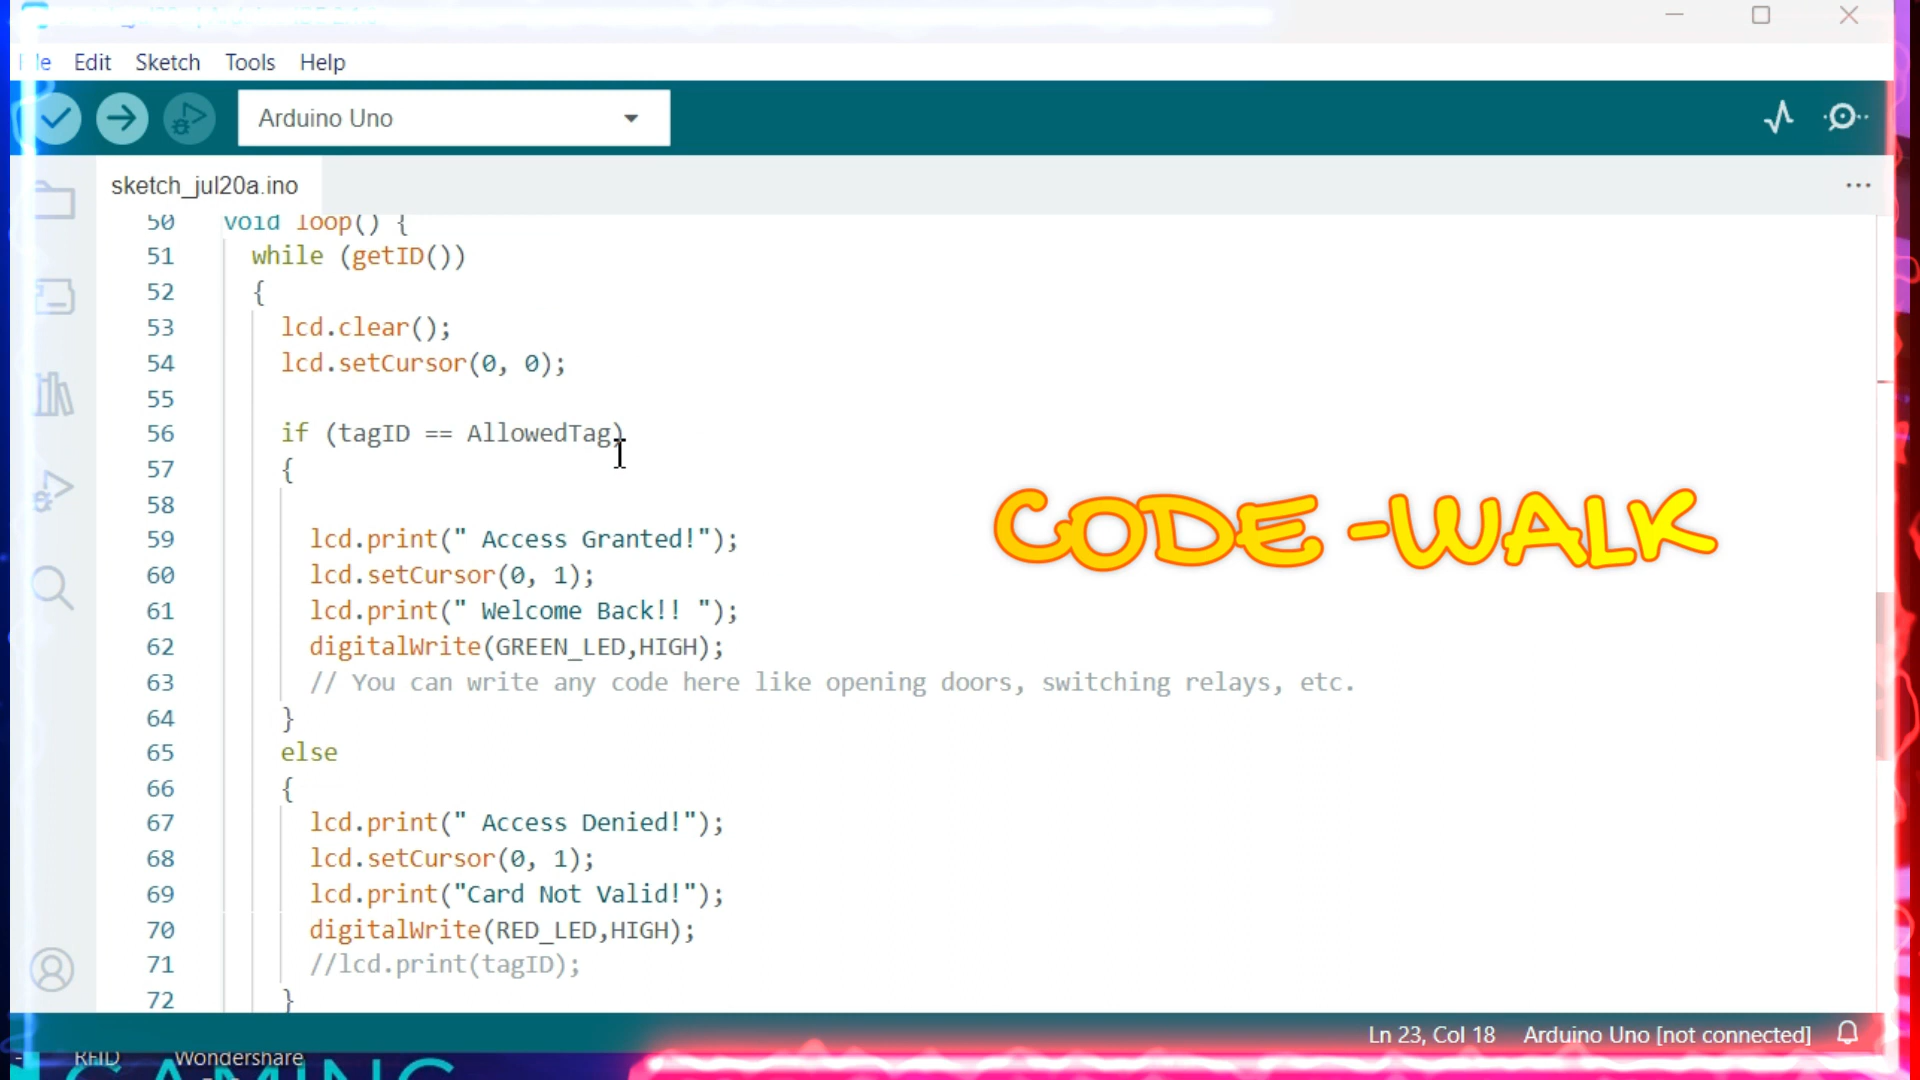 Edit Sketch Tools Help
Arduino Uno
sketch_jul20a.ino
50 void loop() {
51 while (getID())
52 {
53 lcd.clear();
54 lcd.setCursor(0, 0);
55
56 if (tagID == AllowedTag)
57 {
58
59 lcd.print(" Access Granted!");
60 lcd.setCursor(0, 1);
61 lcd.print(" Welcome Back!! ");
62 digitalWrite(GREEN_LED,HIGH);
63 // You can write any code here like opening doors, switching relays, etc.
64 }
65 else
66 {
67 lcd.print(" Access Denied!");
68 lcd.setCursor(0, 1);
69 lcd.print("Card Not Valid!");
70 digitalWrite(RED_LED,HIGH);
71 //lcd.print(tagID);
72 }
CODE -WALK
Ln 23, Col 18 Arduino Uno [not connected]
RFID Wondershare
GAMING